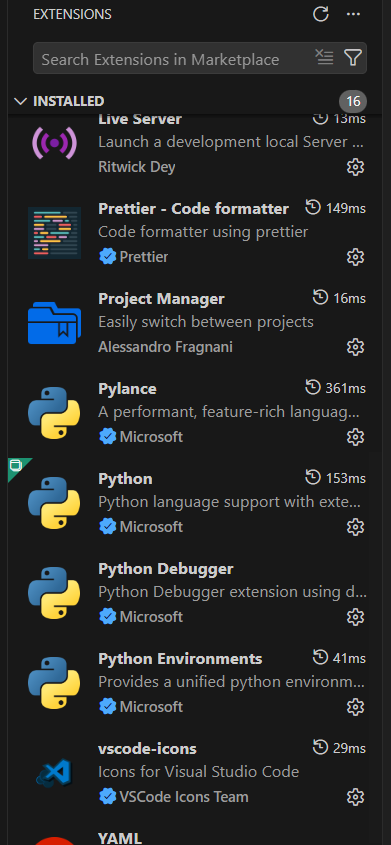 EXTENSIONS
Search Extensions in Marketplace
INSTALLED 16
Live Server 13ms
Launch a development local Server ...
Ritwick Dey
Prettier - Code formatter 149ms
Code formatter using prettier
Prettier
Project Manager 16ms
Easily switch between projects
Alessandro Fragnani
Pylance 361ms
A performant, feature-rich languag...
Microsoft
Python 153ms
Python language support with exte...
Microsoft
Python Debugger
Python Debugger extension using d...
Microsoft
Python Environments 41ms
Provides a unified python environm...
Microsoft
vscode-icons 29ms
Icons for Visual Studio Code
VSCode Icons Team
YAML